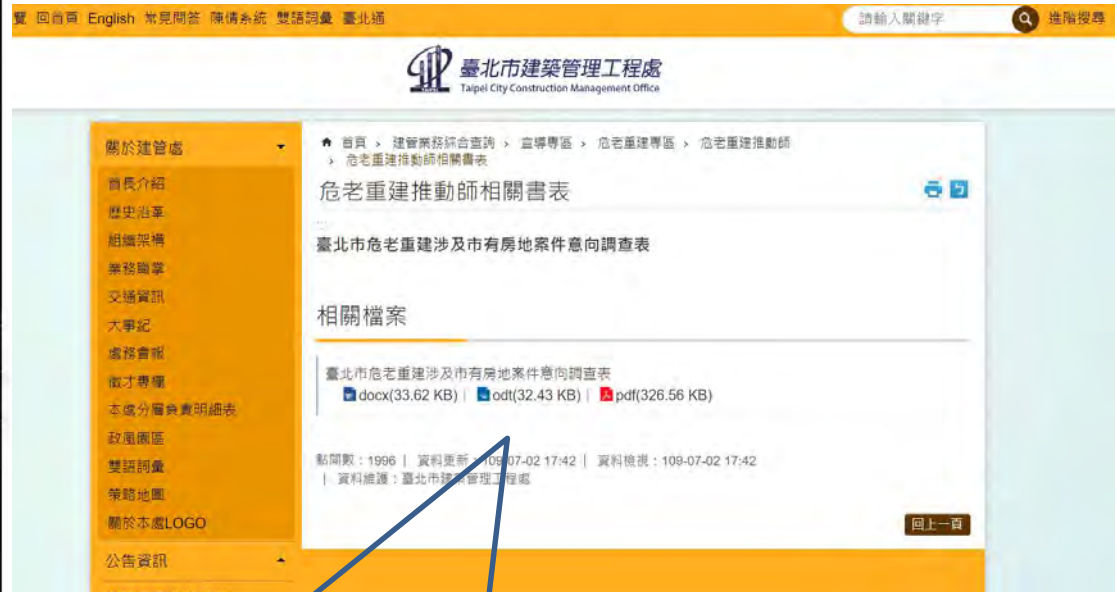 覽 回首頁 English 常見問答 陳情系統 雙語詞彙 臺北通
請輸入關鍵字
進階搜尋
臺北市建築管理工程處
Taipei City Construction Management Office
關於建管處
首長介紹
歷史沿革
組織架構
業務職掌
交通資訊
大事紀
處務會報
徵才專欄
本處分層負責明細表
政風園區
雙語詞彙
策略地圖
關於本處LOGO
公告資訊
首頁 › 建管業務綜合查詢 › 宣導專區 › 危老重建專區 › 危老重建推動師
› 危老重建推動師相關書表
危老重建推動師相關書表
臺北市危老重建涉及市有房地案件意向調查表
相關檔案
臺北市危老重建涉及市有房地案件意向調查表
docx(33.62 KB)| odt(32.43 KB)| pdf(326.56 KB)
點閱數：1996 | 資料更新：109-07-02 17:42 | 資料檢視：109-07-02 17:42
| 資料維護：臺北市建築管理工程處
回上一頁